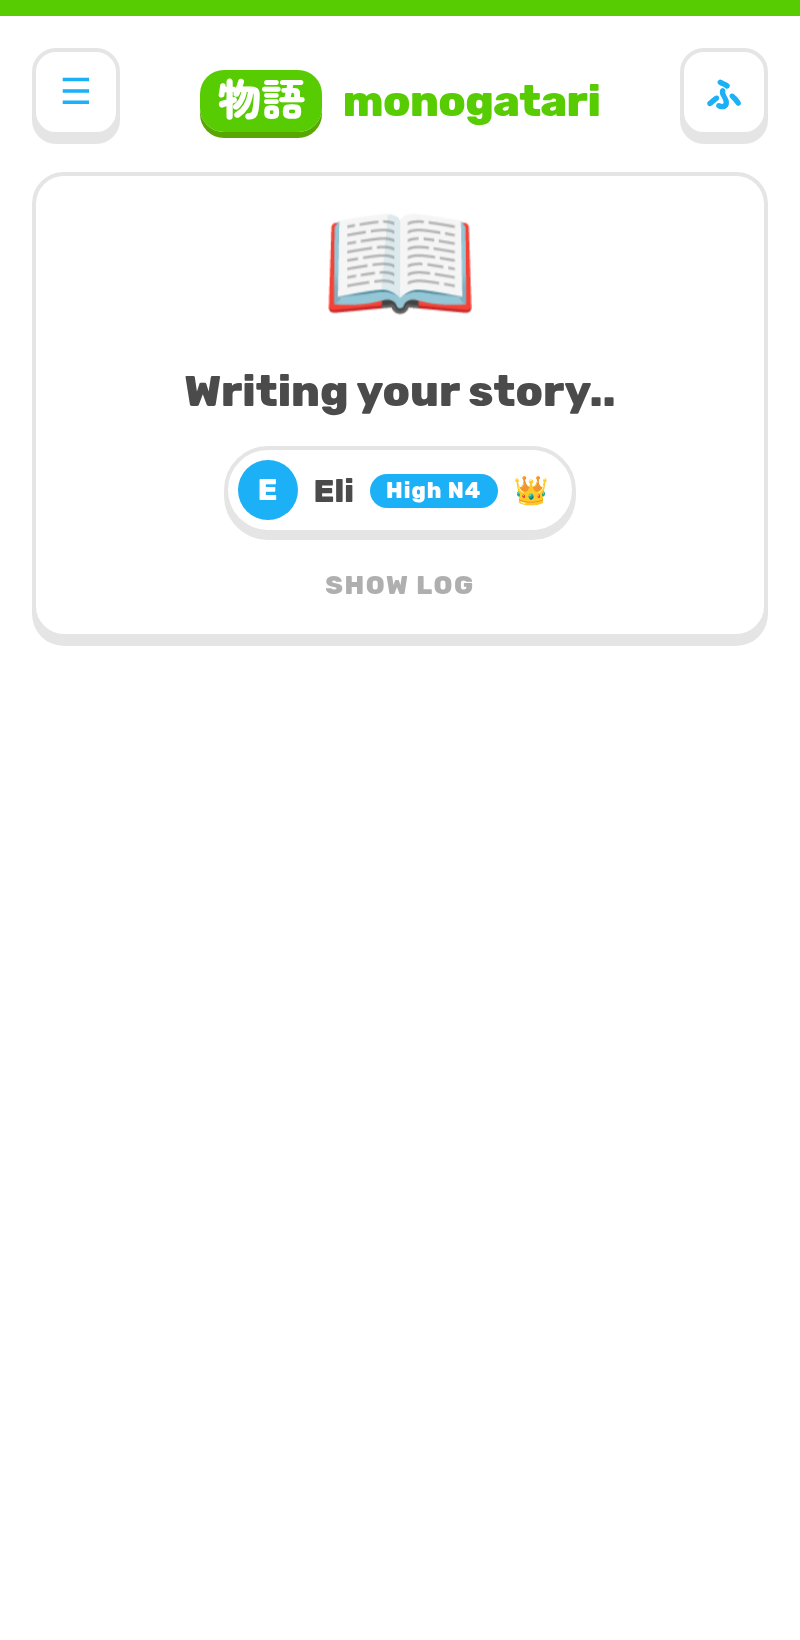 ☰
物語 monogatari
ふ
Writing your story..
E Eli High N4 👑
SHOW LOG